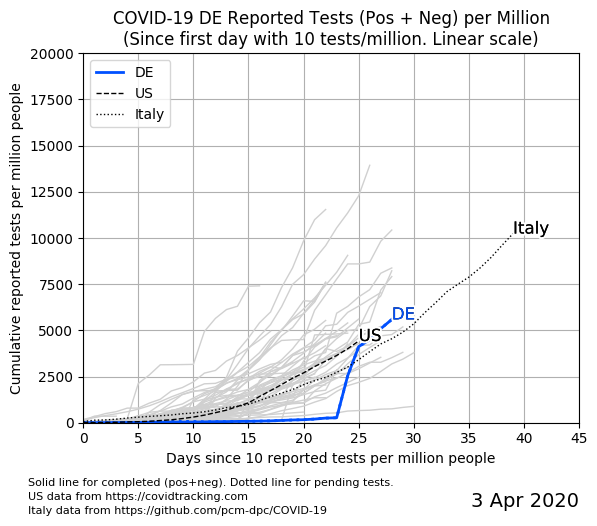 COVID-19 DE Reported Tests (Pos + Neg) per Million
(Since first day with 10 tests/million. Linear scale)
Cumulative reported tests per million people
20000
17500
15000
12500
10000
7500
5000
2500
0
DE
US
Italy
Italy
DE
US
0 5 10 15 20 25 30 35 40 45
Days since 10 reported tests per million people
Solid line for completed (pos+neg). Dotted line for pending tests.
US data from https://covidtracking.com
Italy data from https://github.com/pcm-dpc/COVID-19
3 Apr 2020